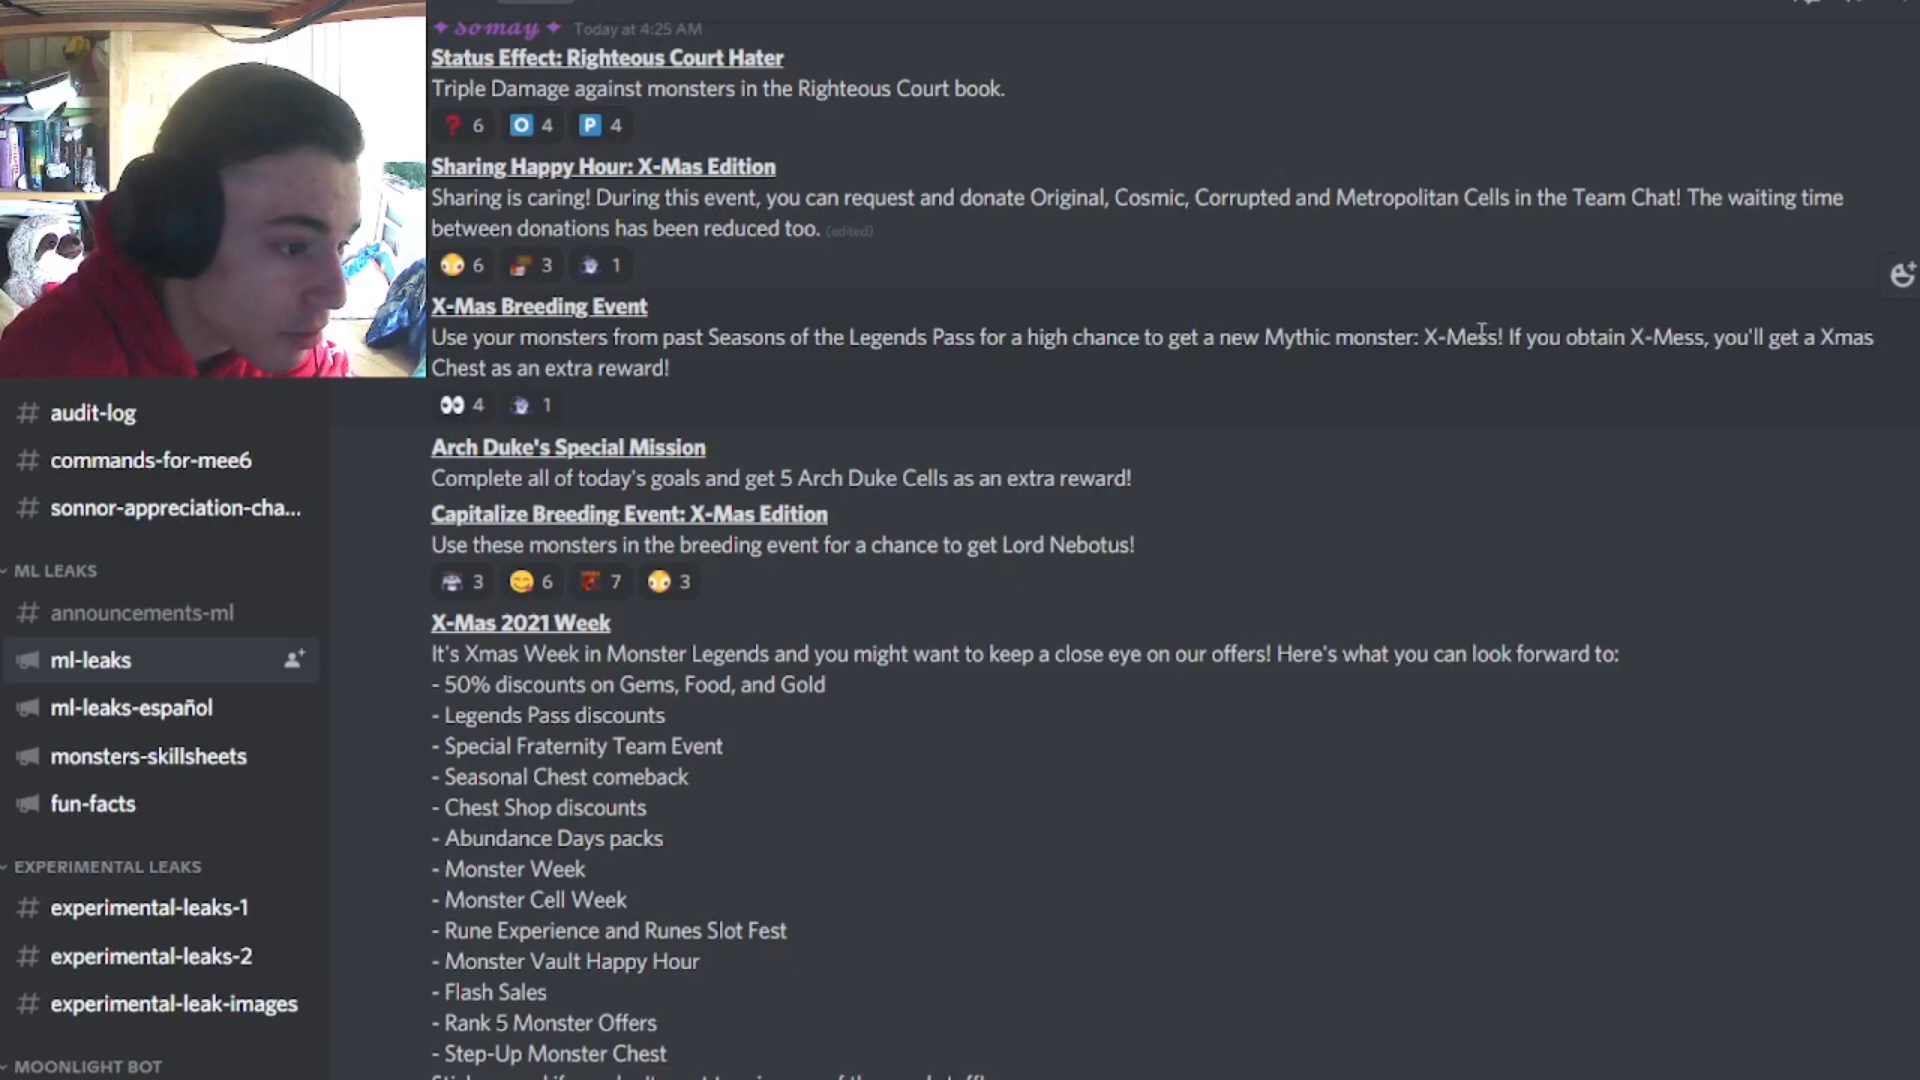 ✦ Somay ✦ Today at 4:25 AM
Status Effect: Righteous Court Hater
Triple Damage against monsters in the Righteous Court book.
❓ 6 🅾 4 🅿 4
Sharing Happy Hour: X-Mas Edition
Sharing is caring! During this event, you can request and donate Original, Cosmic, Corrupted and Metropolitan Cells in the Team Chat! The waiting time
between donations has been reduced too. (edited)
6 3 1
X-Mas Breeding Event
Use your monsters from past Seasons of the Legends Pass for a high chance to get a new Mythic monster: X-Mess! If you obtain X-Mess, you'll get a Xmas
Chest as an extra reward!
4 1
Arch Duke's Special Mission
Complete all of today's goals and get 5 Arch Duke Cells as an extra reward!
Capitalize Breeding Event: X-Mas Edition
Use these monsters in the breeding event for a chance to get Lord Nebotus!
3 6 7 3
X-Mas 2021 Week
It's Xmas Week in Monster Legends and you might want to keep a close eye on our offers! Here's what you can look forward to:
- 50% discounts on Gems, Food, and Gold
- Legends Pass discounts
- Special Fraternity Team Event
- Seasonal Chest comeback
- Chest Shop discounts
- Abundance Days packs
- Monster Week
- Monster Cell Week
- Rune Experience and Runes Slot Fest
- Monster Vault Happy Hour
- Flash Sales
- Rank 5 Monster Offers
- Step-Up Monster Chest
# audit-log
# commands-for-mee6
# sonnor-appreciation-cha...
ML LEAKS
# announcements-ml
ml-leaks
ml-leaks-español
monsters-skillsheets
fun-facts
EXPERIMENTAL LEAKS
# experimental-leaks-1
# experimental-leaks-2
# experimental-leak-images
MOONLIGHT BOT